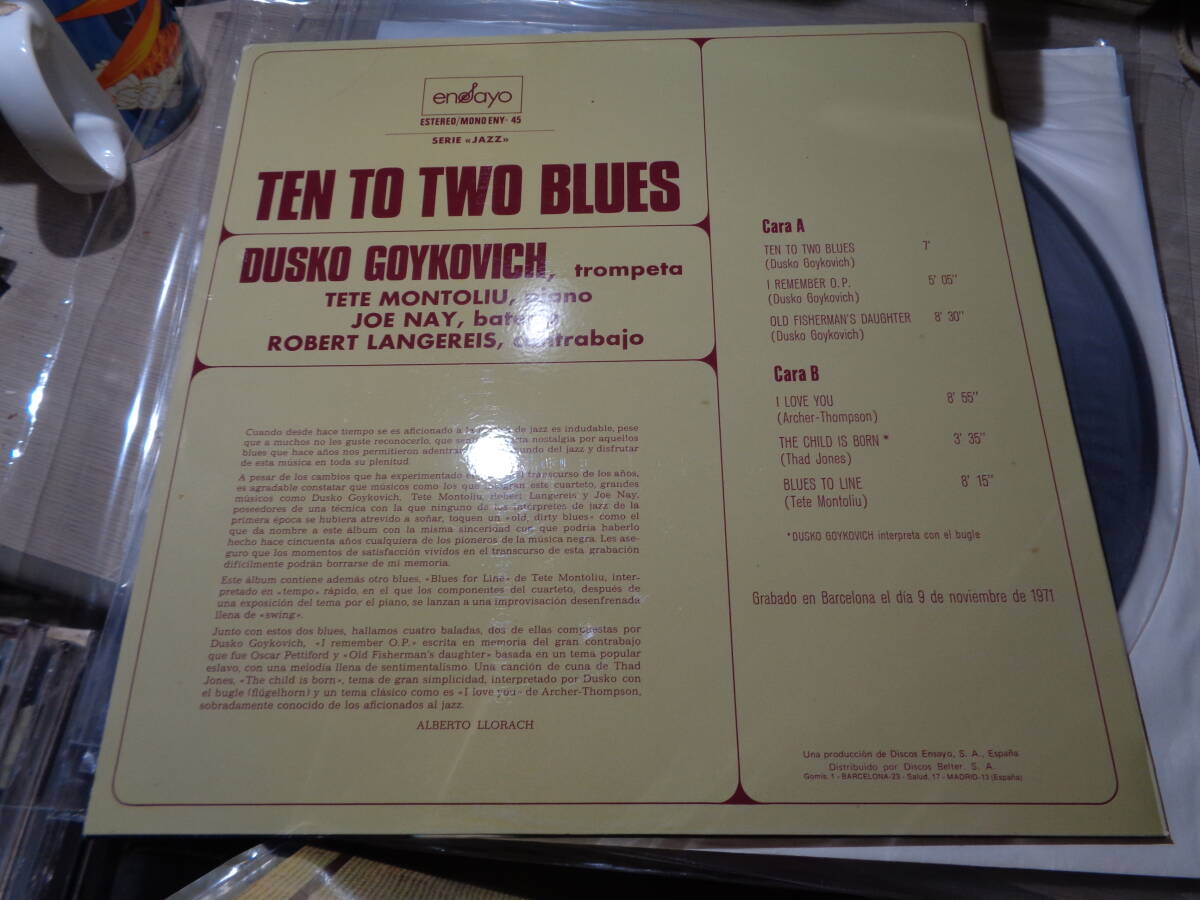 ensayo
ESTEREO/MONO ENY - 45
SERIE «JAZZ»
TEN TO TWO BLUES
DUSKO GOYKOVICH, trompeta
TETE MONTOLIU, piano
JOE NAY,
ROBERT LANGEREIS, contrabajo
Cuando desde hace tiempo se es aficionado a la de jazz es indudable, pese
que a muchos no les guste reconocerlo, que nostalgia por aquellos
blues que hace años nos permitieron mundo del jazz y disfrutar
de esta música en toda su plenitud.
A pesar de los cambios que ha experimentado transcurso de los años,
es agradable constatar que músicos como los que este cuarteto, grandes
músicos como Dusko Goykovich, Tete Montoliu, Robert Langereis y Joe Nay,
poseedores de una técnica con la que ninguno de los intérpretes de jazz de la
primera época se hubiera atrevido a soñar, toquen un «old, dirty blues» como el
que da nombre a este álbum con la misma sinceridad con que podría haberlo
hecho hace cincuenta años cualquiera de los pioneros de la música negra. Les ase-
guro que los momentos de satisfacción vividos en el transcurso de esta grabación
difícilmente podrán borrarse de mi memoria.
Este álbum contiene además otro blues, «Blues for Line» de Tete Montoliu, inter-
pretado en «tempo» rápido, en el que los componentes del cuarteto, después de
una exposición del tema por el piano, se lanzan a una improvisación desenfrenada
llena de «swing».
Junto con estos dos blues, hallamos cuatro baladas, dos de ellas compuestas por
Dusko Goykovich, «I remember O.P.» escrita en memoria del gran contrabajo
que fue Oscar Pettiford y «Old Fisherman's daughter» basada en un tema popular
eslavo, con una melodía llena de sentimentalismo. Una canción de cuna de Thad
Jones, «The child is born», tema de gran simplicidad, interpretado por Dusko con
el bugle (flügelhorn) y un tema clásico como es «I love you» de Archer-Thompson,
sobradamente conocido de los aficionados al jazz.
ALBERTO LLORACH
Cara A
TEN TO TWO BLUES 7'
(Dusko Goykovich)
I REMEMBER O.P. 5' 05''
(Dusko Goykovich)
OLD FISHERMAN'S DAUGHTER 8' 30''
(Dusko Goykovich)
Cara B
I LOVE YOU 8' 55''
(Archer-Thompson)
THE CHILD IS BORN * 3' 35''
(Thad Jones)
BLUES TO LINE 8' 15''
(Tete Montoliu)
*DUSKO GOYKOVICH interpreta con el bugle
Grabado en Barcelona el día 9 de noviembre de 1971
Una producción de Discos Ensayo, S. A., España
Distribuido por Discos Belter. S. A.
Gomis. 1 - BARCELONA-23 - Salud. 17 - MADRID-13 (España)